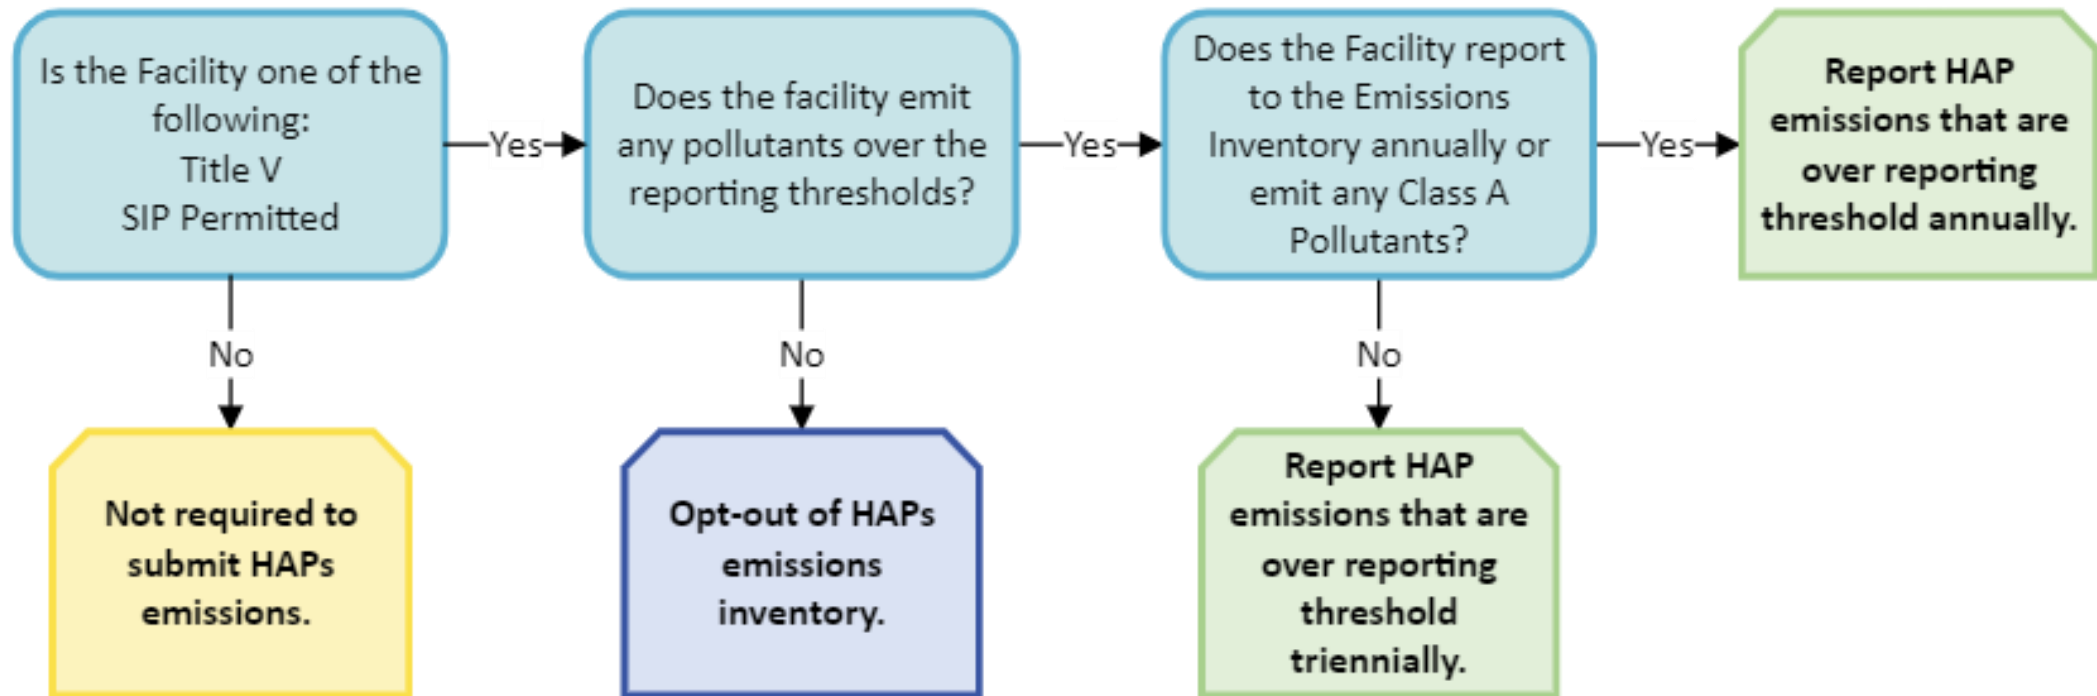 Is the Facility one of the
following:
Title V
SIP Permitted
Yes
Does the facility emit
any pollutants over the
reporting thresholds?
Yes
Does the Facility report
to the Emissions
Inventory annually or
emit any Class A
Pollutants?
Yes
Report HAP
emissions that are
over reporting
threshold annually.
No
No
No
Not required to
submit HAPs
emissions.
Opt-out of HAPs
emissions
inventory.
Report HAP
emissions that are
over reporting
threshold
triennially.